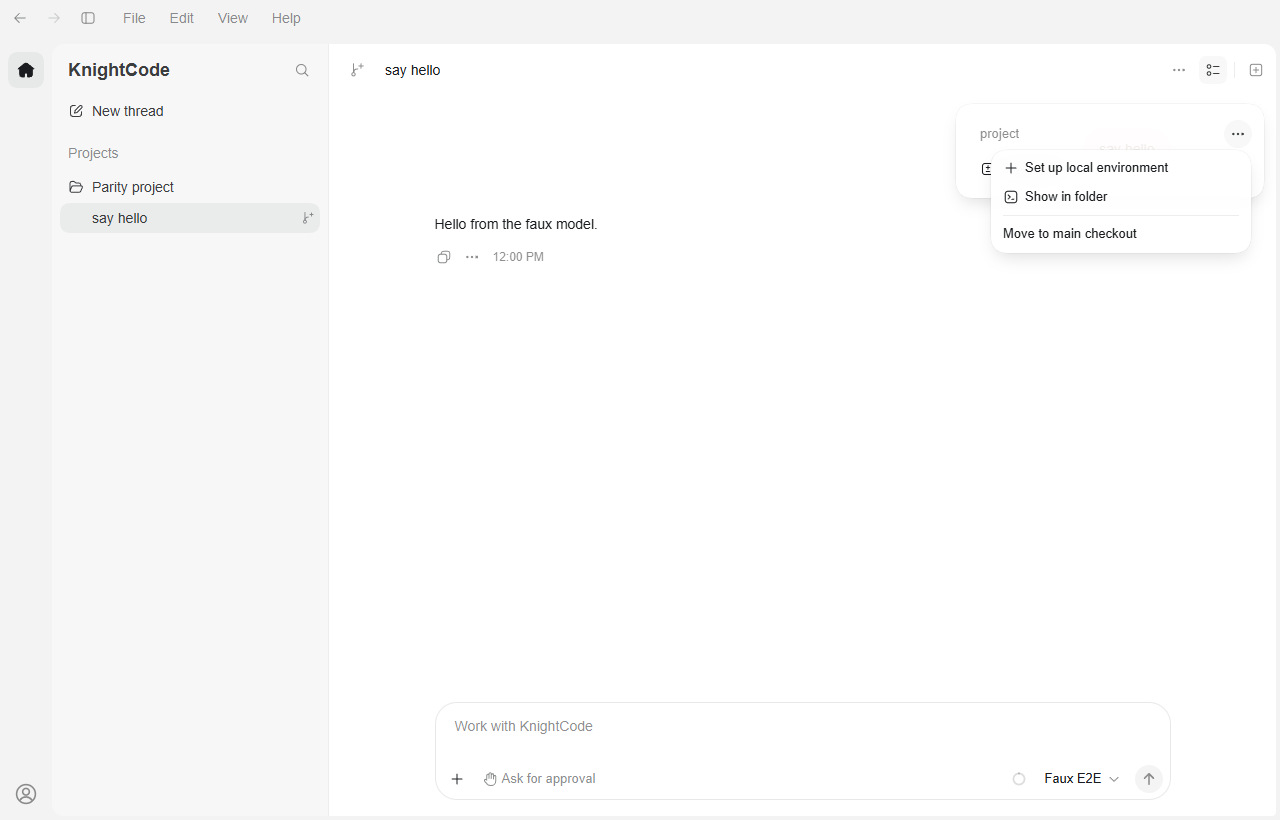 File Edit View Help
KnightCode
New thread
Projects
Parity project
say hello
say hello
project
say hello
Set up local environment
Show in folder
Move to main checkout
Hello from the faux model.
12:00 PM
Work with KnightCode
Ask for approval
Faux E2E